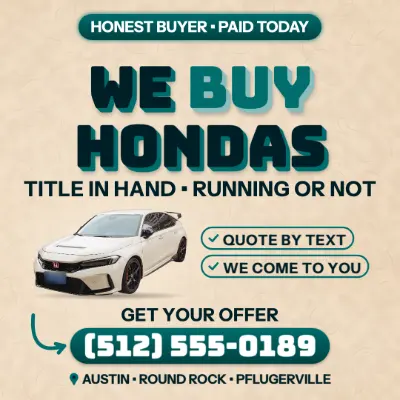 HONEST BUYER • PAID TODAY
WE BUY
HONDAS
TITLE IN HAND • RUNNING OR NOT
QUOTE BY TEXT
WE COME TO YOU
GET YOUR OFFER
(512) 555-0189
AUSTIN • ROUND ROCK • PFLUGERVILLE